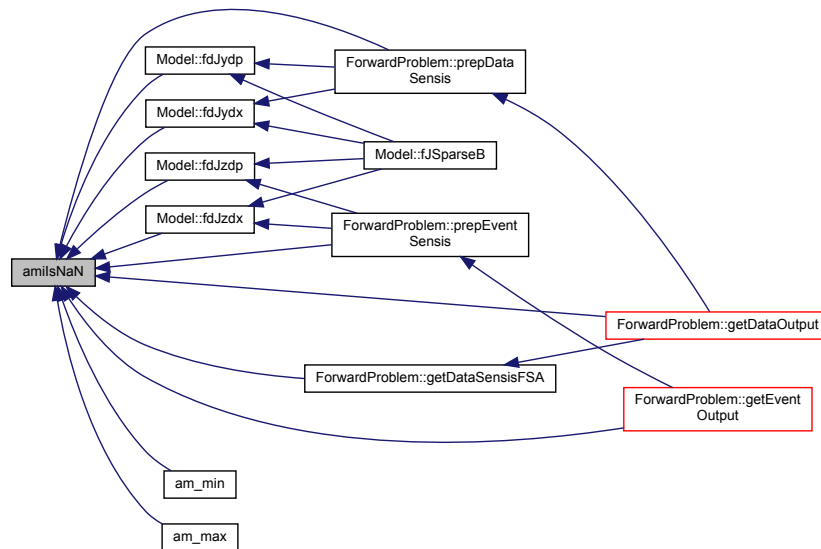 Model::fdJydp
ForwardProblem::prepData
Sensis
Model::fdJydx
Model::fJSparseB
Model::fdJzdp
Model::fdJzdx
ForwardProblem::prepEvent
Sensis
amiIsNaN
ForwardProblem::getDataOutput
ForwardProblem::getDataSensisFSA
ForwardProblem::getEvent
Output
am_min
am_max